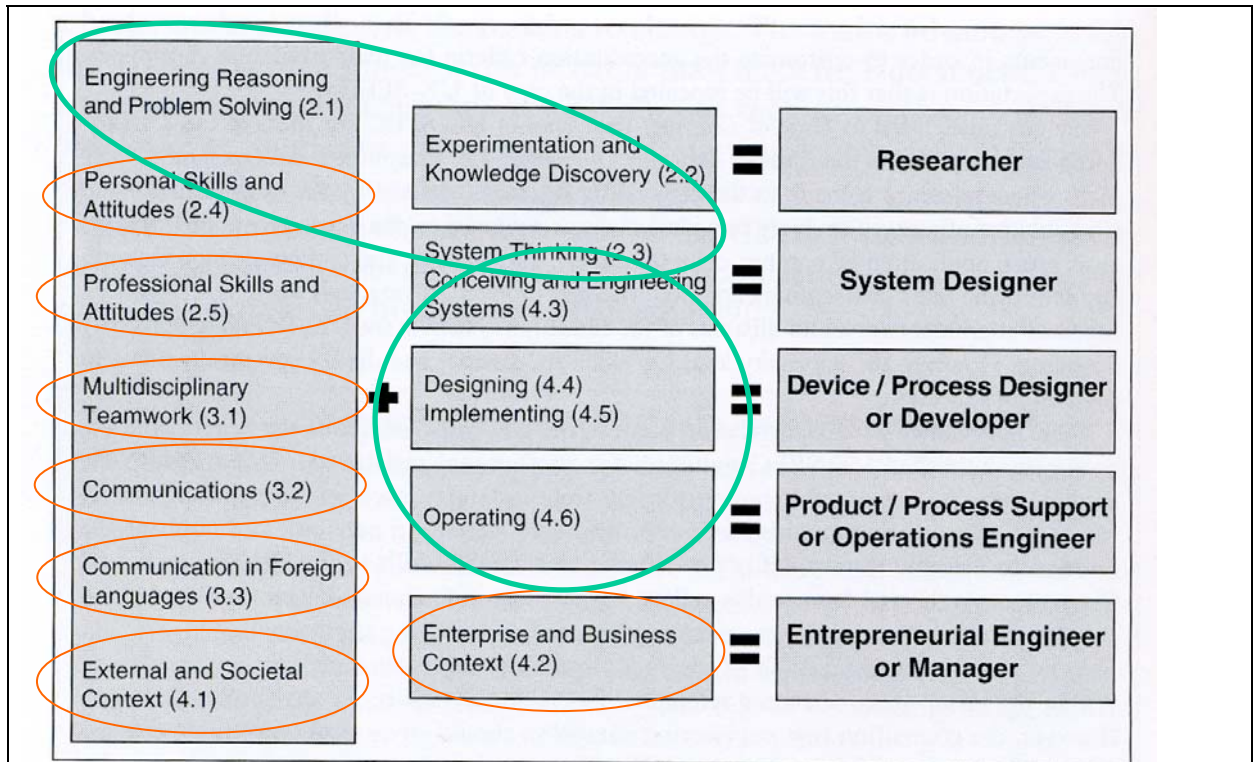 Engineering Reasoning
and Problem Solving (2.1)
Personal Skills and
Attitudes (2.4)
Professional Skills and
Attitudes (2.5)
Multidisciplinary
Teamwork (3.1)
Communications (3.2)
Communication in Foreign
Languages (3.3)
External and Societal
Context (4.1)
+
Experimentation and
Knowledge Discovery (2.2)
=
Researcher
System Thinking (2.3)
Conceiving and Engineering
Systems (4.3)
=
System Designer
Designing (4.4)
Implementing (4.5)
=
Device / Process Designer
or Developer
Operating (4.6)
=
Product / Process Support
or Operations Engineer
Enterprise and Business
Context (4.2)
=
Entrepreneurial Engineer
or Manager